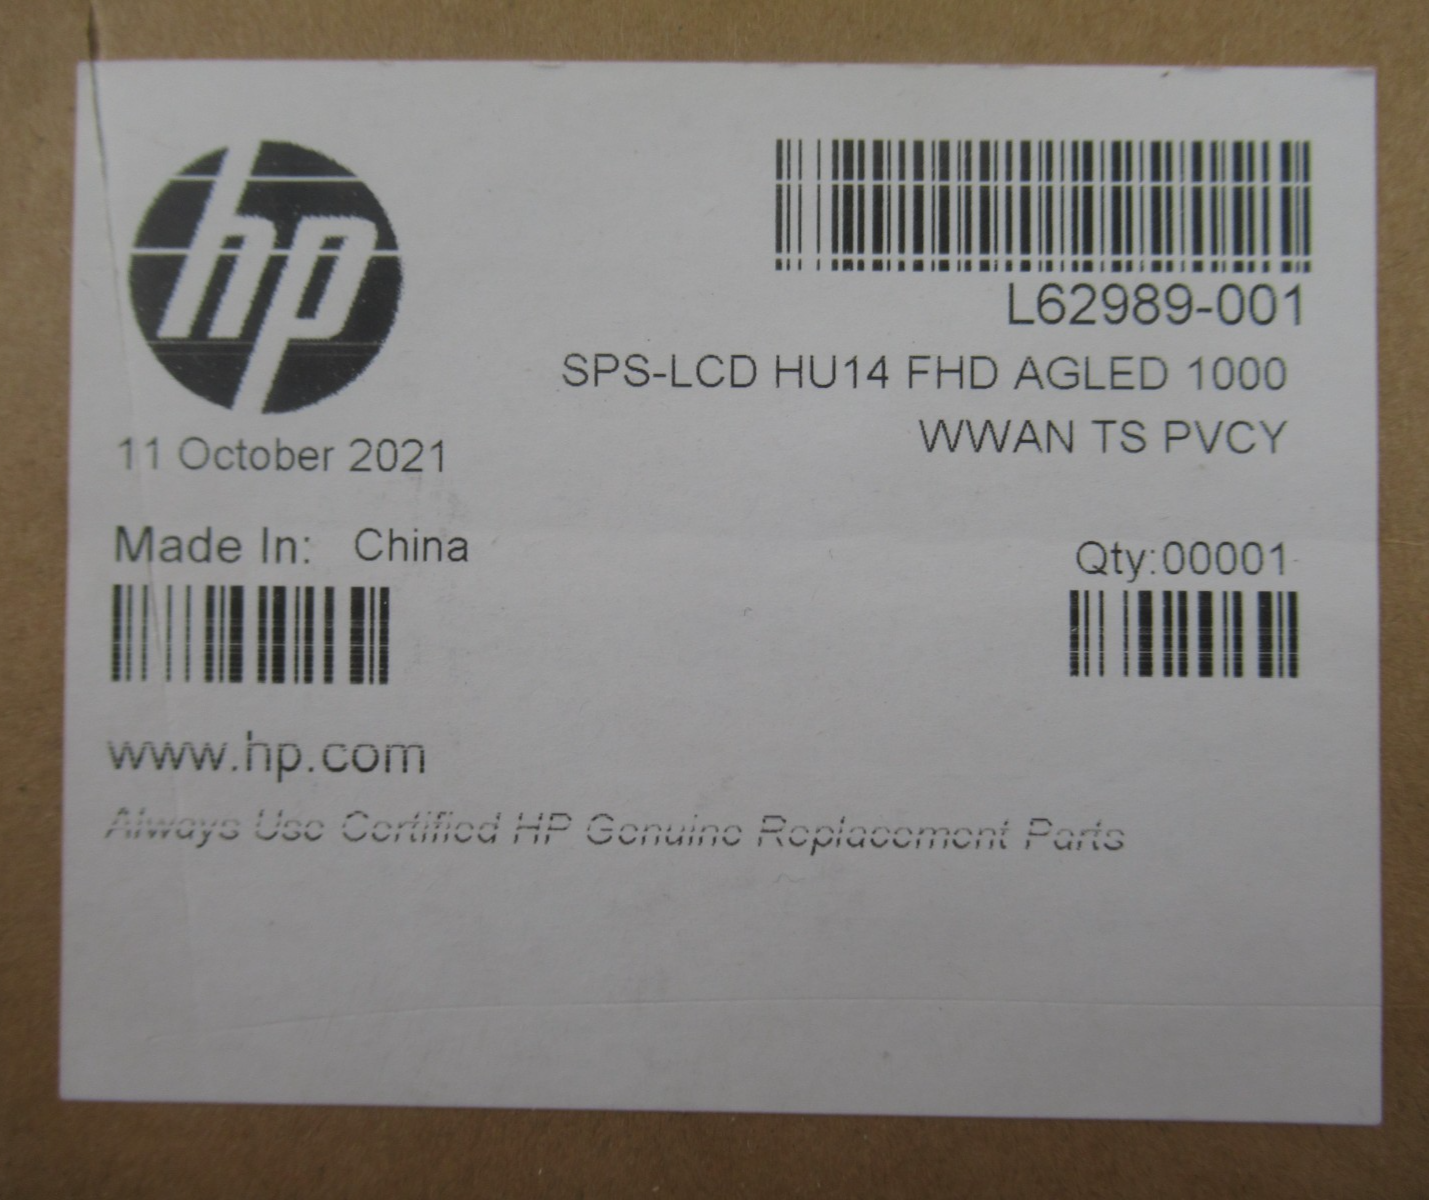 hp
L62989-001
SPS-LCD HU14 FHD AGLED 1000
WWAN TS PVCY
11 October 2021
Made In: China
Qty:00001
www.hp.com
Always Use Certified HP Genuine Replacement Parts